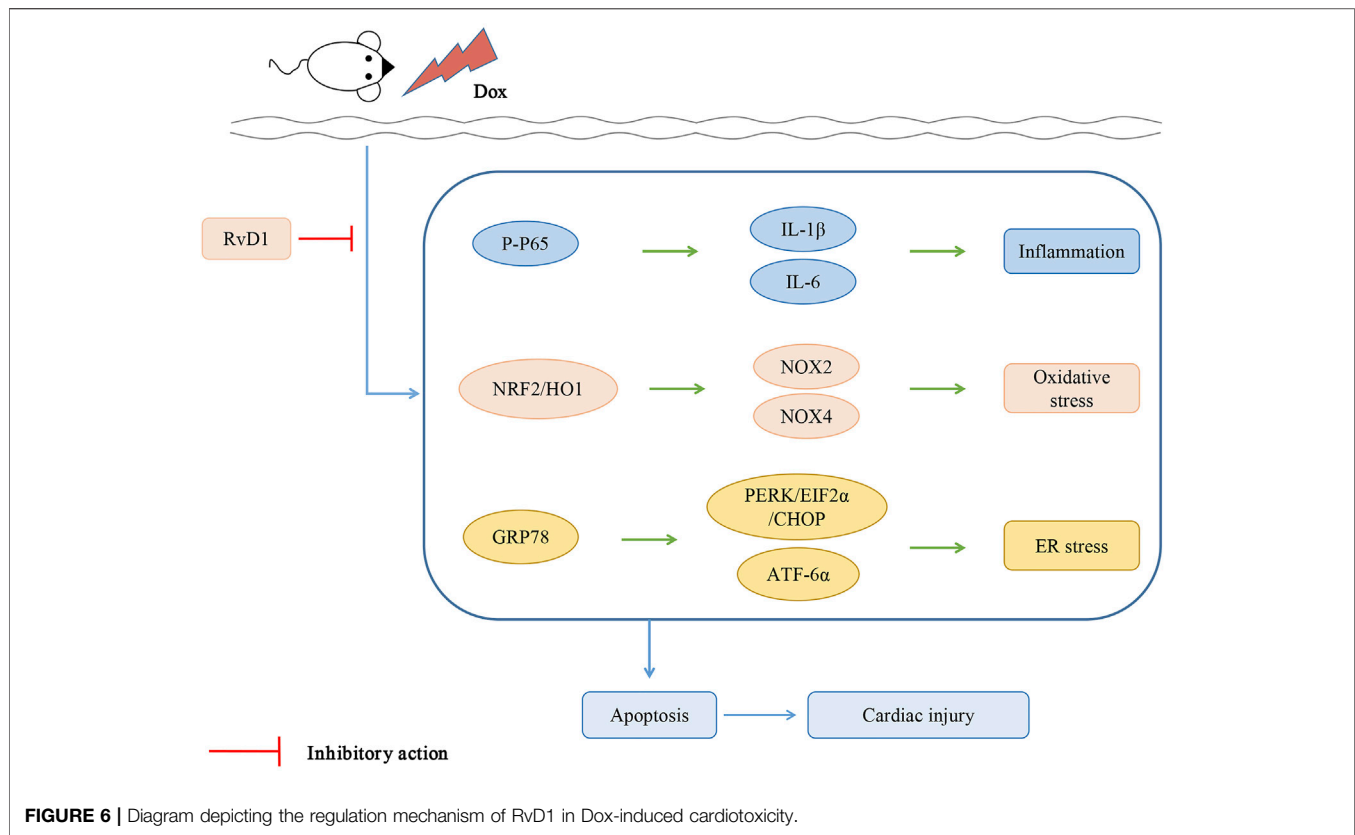 Dox
RvD1
P-P65
IL-1β
IL-6
Inflammation
NRF2/HO1
NOX2
NOX4
Oxidative
stress
GRP78
PERK/EIF2α
/CHOP
ATF-6α
ER stress
Apoptosis
Cardiac injury
Inhibitory action
FIGURE 6 | Diagram depicting the regulation mechanism of RvD1 in Dox-induced cardiotoxicity.